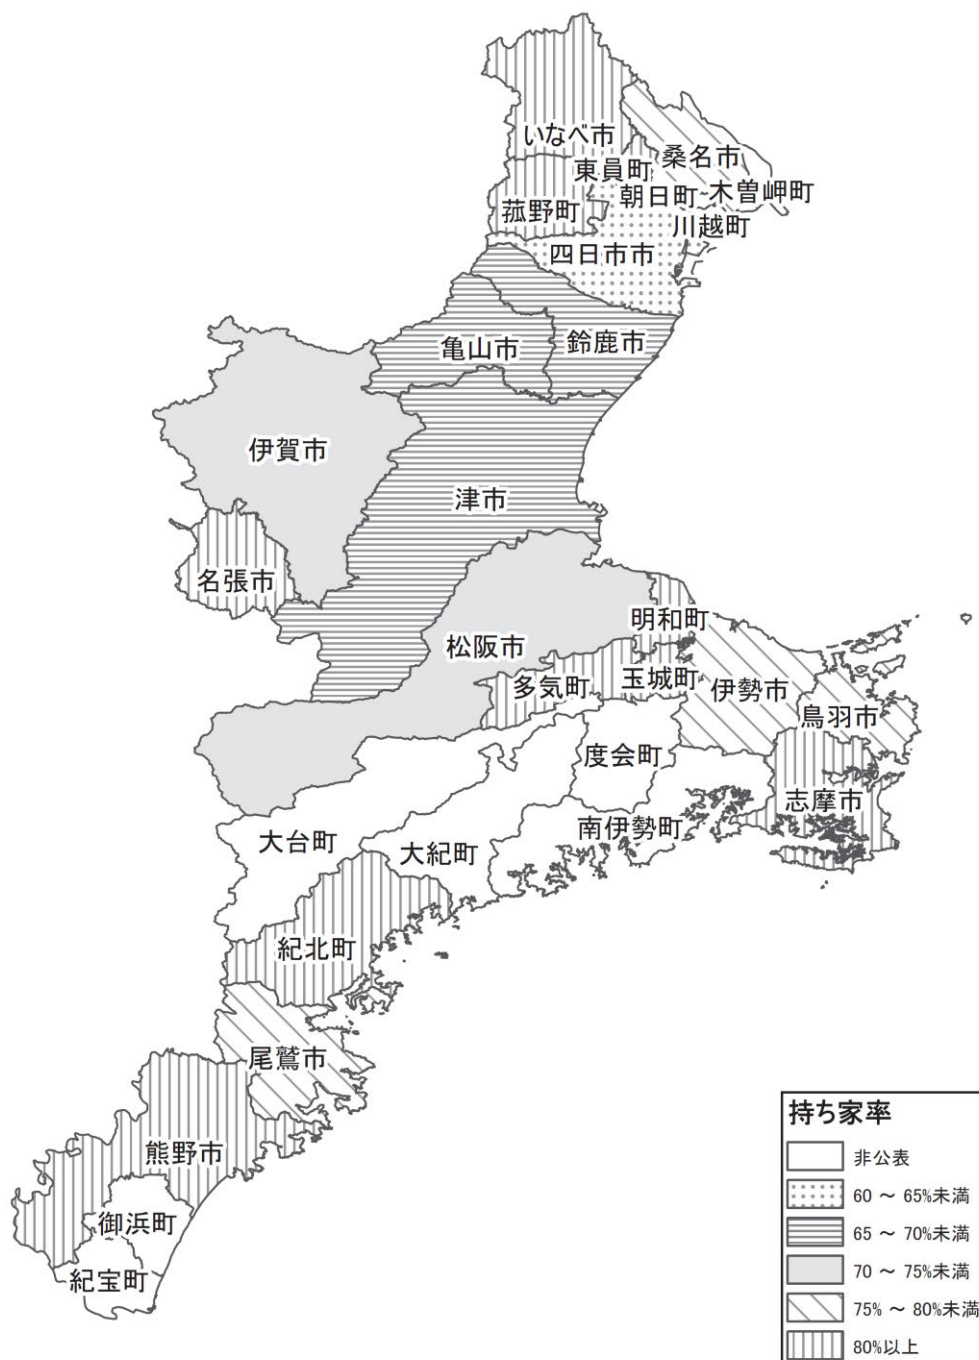 いなべ市
桑名市
東員町
朝日町
木曽岬町
菰野町
川越町
四日市市
亀山市
鈴鹿市
伊賀市
津市
名張市
明和町
松阪市
多気町
玉城町
伊勢市
鳥羽市
度会町
志摩市
大台町
大紀町
南伊勢町
紀北町
尾鷲市
熊野市
御浜町
紀宝町
持ち家率
非公表
60 ～ 65%未満
65 ～ 70%未満
70 ～ 75%未満
75% ～ 80%未満
80%以上